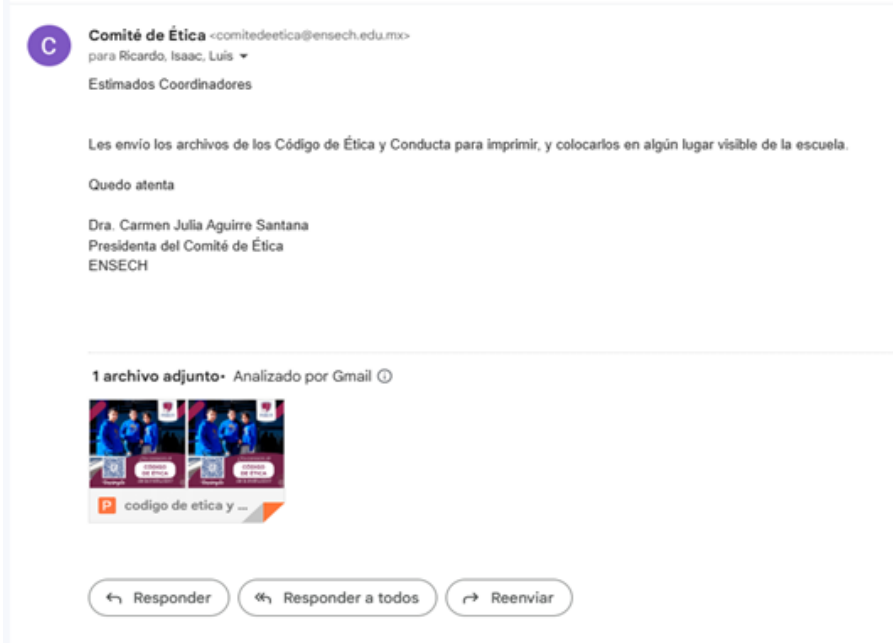 C
Comité de Ética <comitedeetica@ensech.edu.mx>
para Ricardo, Isaac, Luis
Estimados Coordinadores
Les envío los archivos de los Código de Ética y Conducta para imprimir, y colocarlos en algún lugar visible de la escuela.
Quedo atenta
Dra. Carmen Julia Aguirre Santana
Presidenta del Comité de Ética
ENSECH
1 archivo adjunto• Analizado por Gmail
CÓDIGO DE ÉTICA
CÓDIGO DE ÉTICA
P codigo de etica y ...
Responder
Responder a todos
Reenviar